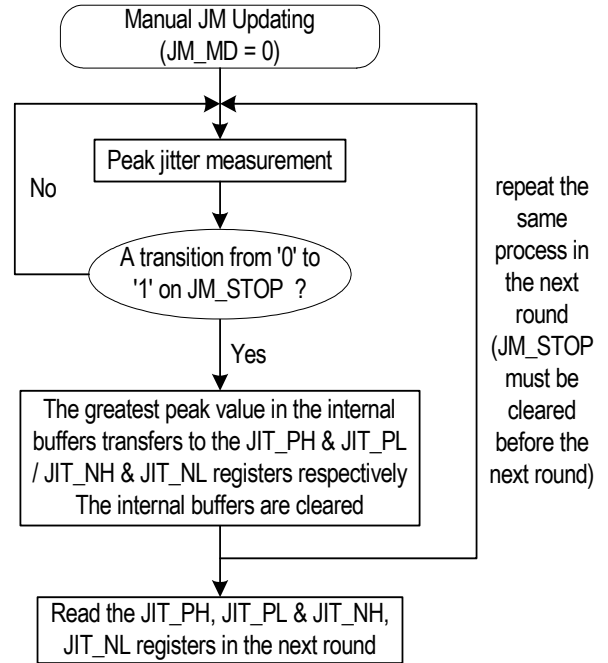 Manual JM Updating
(JM_MD = 0)
Peak jitter measurement
No
A transition from '0' to
'1' on JM_STOP ?
Yes
The greatest peak value in the internal
buffers transfers to the JIT_PH & JIT_PL
/ JIT_NH & JIT_NL registers respectively
The internal buffers are cleared
repeat the
same
process in
the next
round
(JM_STOP
must be
cleared
before the
next round)
Read the JIT_PH, JIT_PL & JIT_NH,
JIT_NL registers in the next round